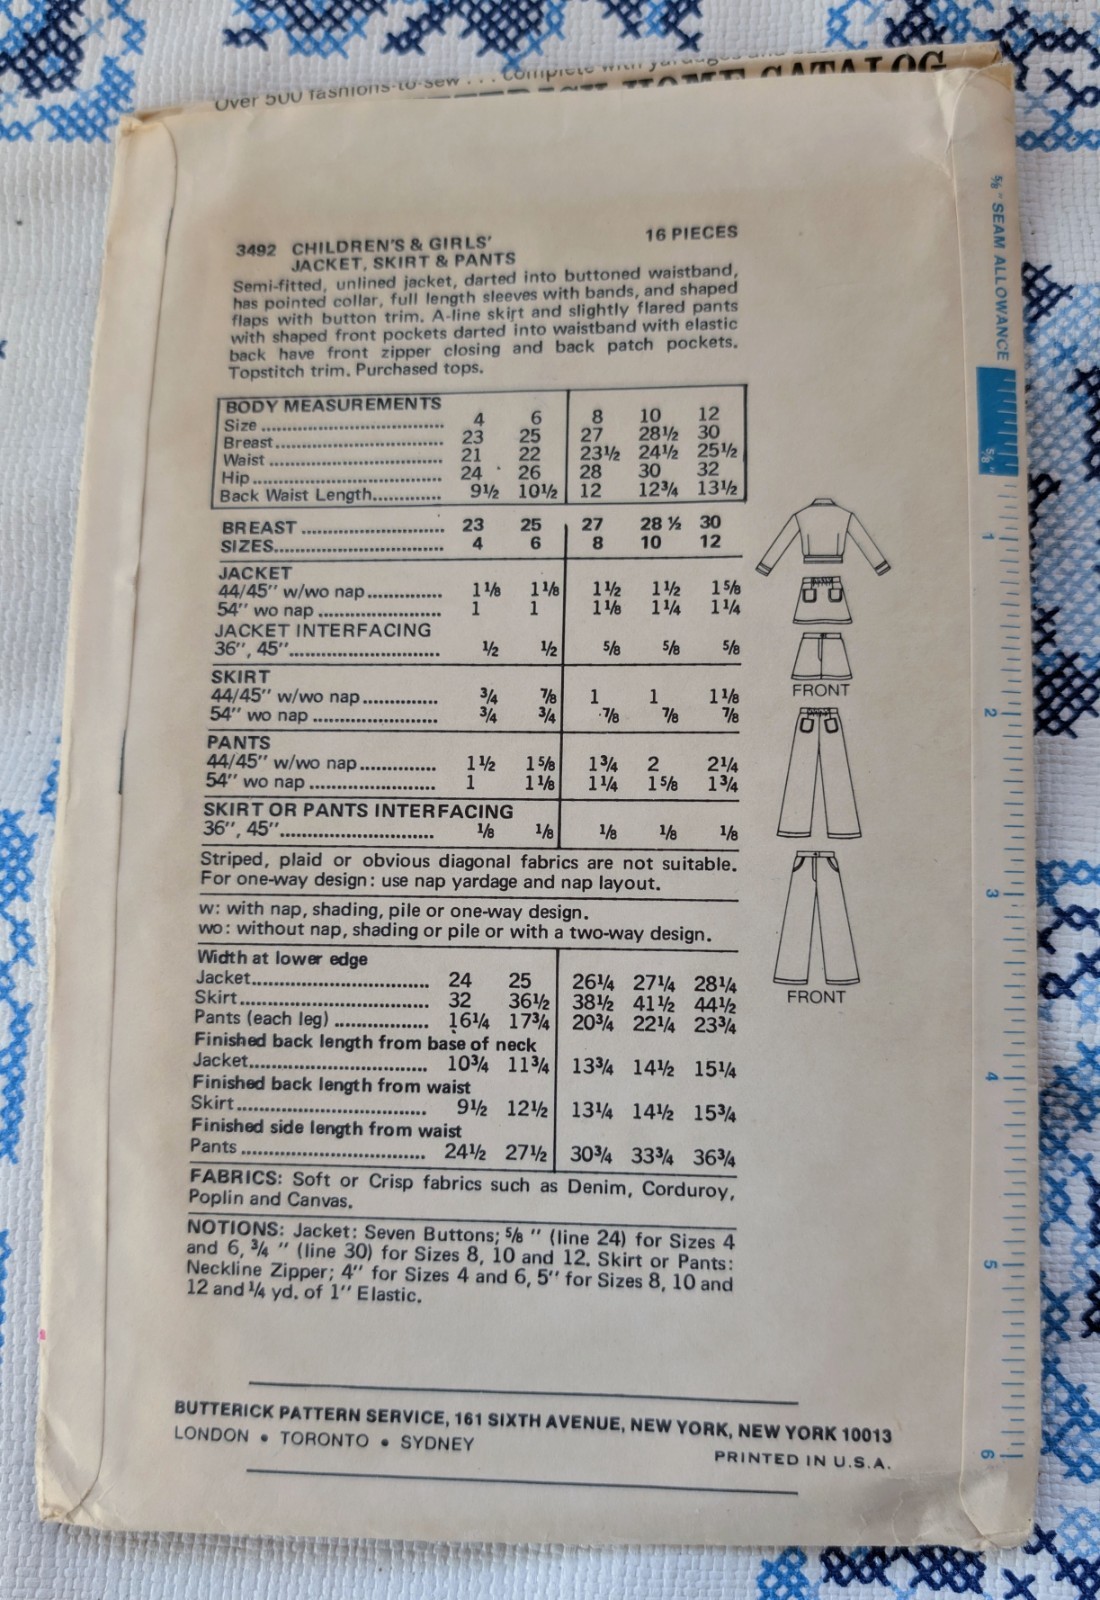 Over 500 fashions-to-sew . . . complete with yardages and
HOME CATALOG
3492 CHILDREN'S & GIRLS' 16 PIECES
JACKET, SKIRT & PANTS
Semi-fitted, unlined jacket, darted into buttoned waistband,
has pointed collar, full length sleeves with bands, and shaped
flaps with button trim. A-line skirt and slightly flared pants
with shaped front pockets darted into waistband with elastic
back have front zipper closing and back patch pockets.
Topstitch trim. Purchased tops.
BODY MEASUREMENTS
Size 4 6 8 10 12
Breast 23 25 27 28½ 30
Waist 21 22 23½ 24½ 25½
Hip 24 26 28 30 32
Back Waist Length 9½ 10½ 12 12¾ 13½
BREAST 23 25 27 28 ½ 30
SIZES 4 6 8 10 12
JACKET
44/45" w/wo nap 1⅛ 1⅛ 1½ 1½ 1⅝
54" wo nap 1 1 1⅛ 1¼ 1¼
JACKET INTERFACING
36", 45" ½ ½ ⅝ ⅝ ⅝
SKIRT
44/45" w/wo nap ¾ ⅞ 1 1 1⅛
54" wo nap ¾ ¾ ⅞ ⅞ ⅞
PANTS
44/45" w/wo nap 1½ 1⅝ 1¾ 2 2¼
54" wo nap 1 1⅛ 1¼ 1⅝ 1¾
SKIRT OR PANTS INTERFACING
36", 45" ⅛ ⅛ ⅛ ⅛ ⅛
Striped, plaid or obvious diagonal fabrics are not suitable.
For one-way design: use nap yardage and nap layout.
w: with nap, shading, pile or one-way design.
wo: without nap, shading or pile or with a two-way design.
Width at lower edge
Jacket 24 25 26¼ 27¼ 28¼
Skirt 32 36½ 38½ 41½ 44½
Pants (each leg) 16¼ 17¾ 20¾ 22¼ 23¾
Finished back length from base of neck
Jacket 10¾ 11¾ 13¾ 14½ 15¼
Finished back length from waist
Skirt 9½ 12½ 13¼ 14½ 15¾
Finished side length from waist
Pants 24½ 27½ 30¾ 33¾ 36¾
FABRICS: Soft or Crisp fabrics such as Denim, Corduroy,
Poplin and Canvas.
NOTIONS: Jacket: Seven Buttons; ⅝ " (line 24) for Sizes 4
and 6, ¾ " (line 30) for Sizes 8, 10 and 12. Skirt or Pants:
Neckline Zipper; 4" for Sizes 4 and 6, 5" for Sizes 8, 10 and
12 and ¼ yd. of 1" Elastic.
FRONT
FRONT
BUTTERICK PATTERN SERVICE, 161 SIXTH AVENUE, NEW YORK, NEW YORK 10013
LONDON • TORONTO • SYDNEY
PRINTED IN U.S.A.
⅝" SEAM ALLOWANCE
⅝"
1
2
3
4
5
6